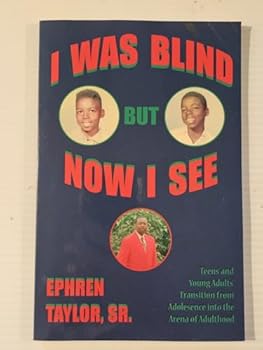 I WAS BLIND
BUT
NOW I SEE
EPHREN
TAYLOR, SR.
Teens and
Young Adults'
Transition from
Adolesence into the
Arena of Adulthood